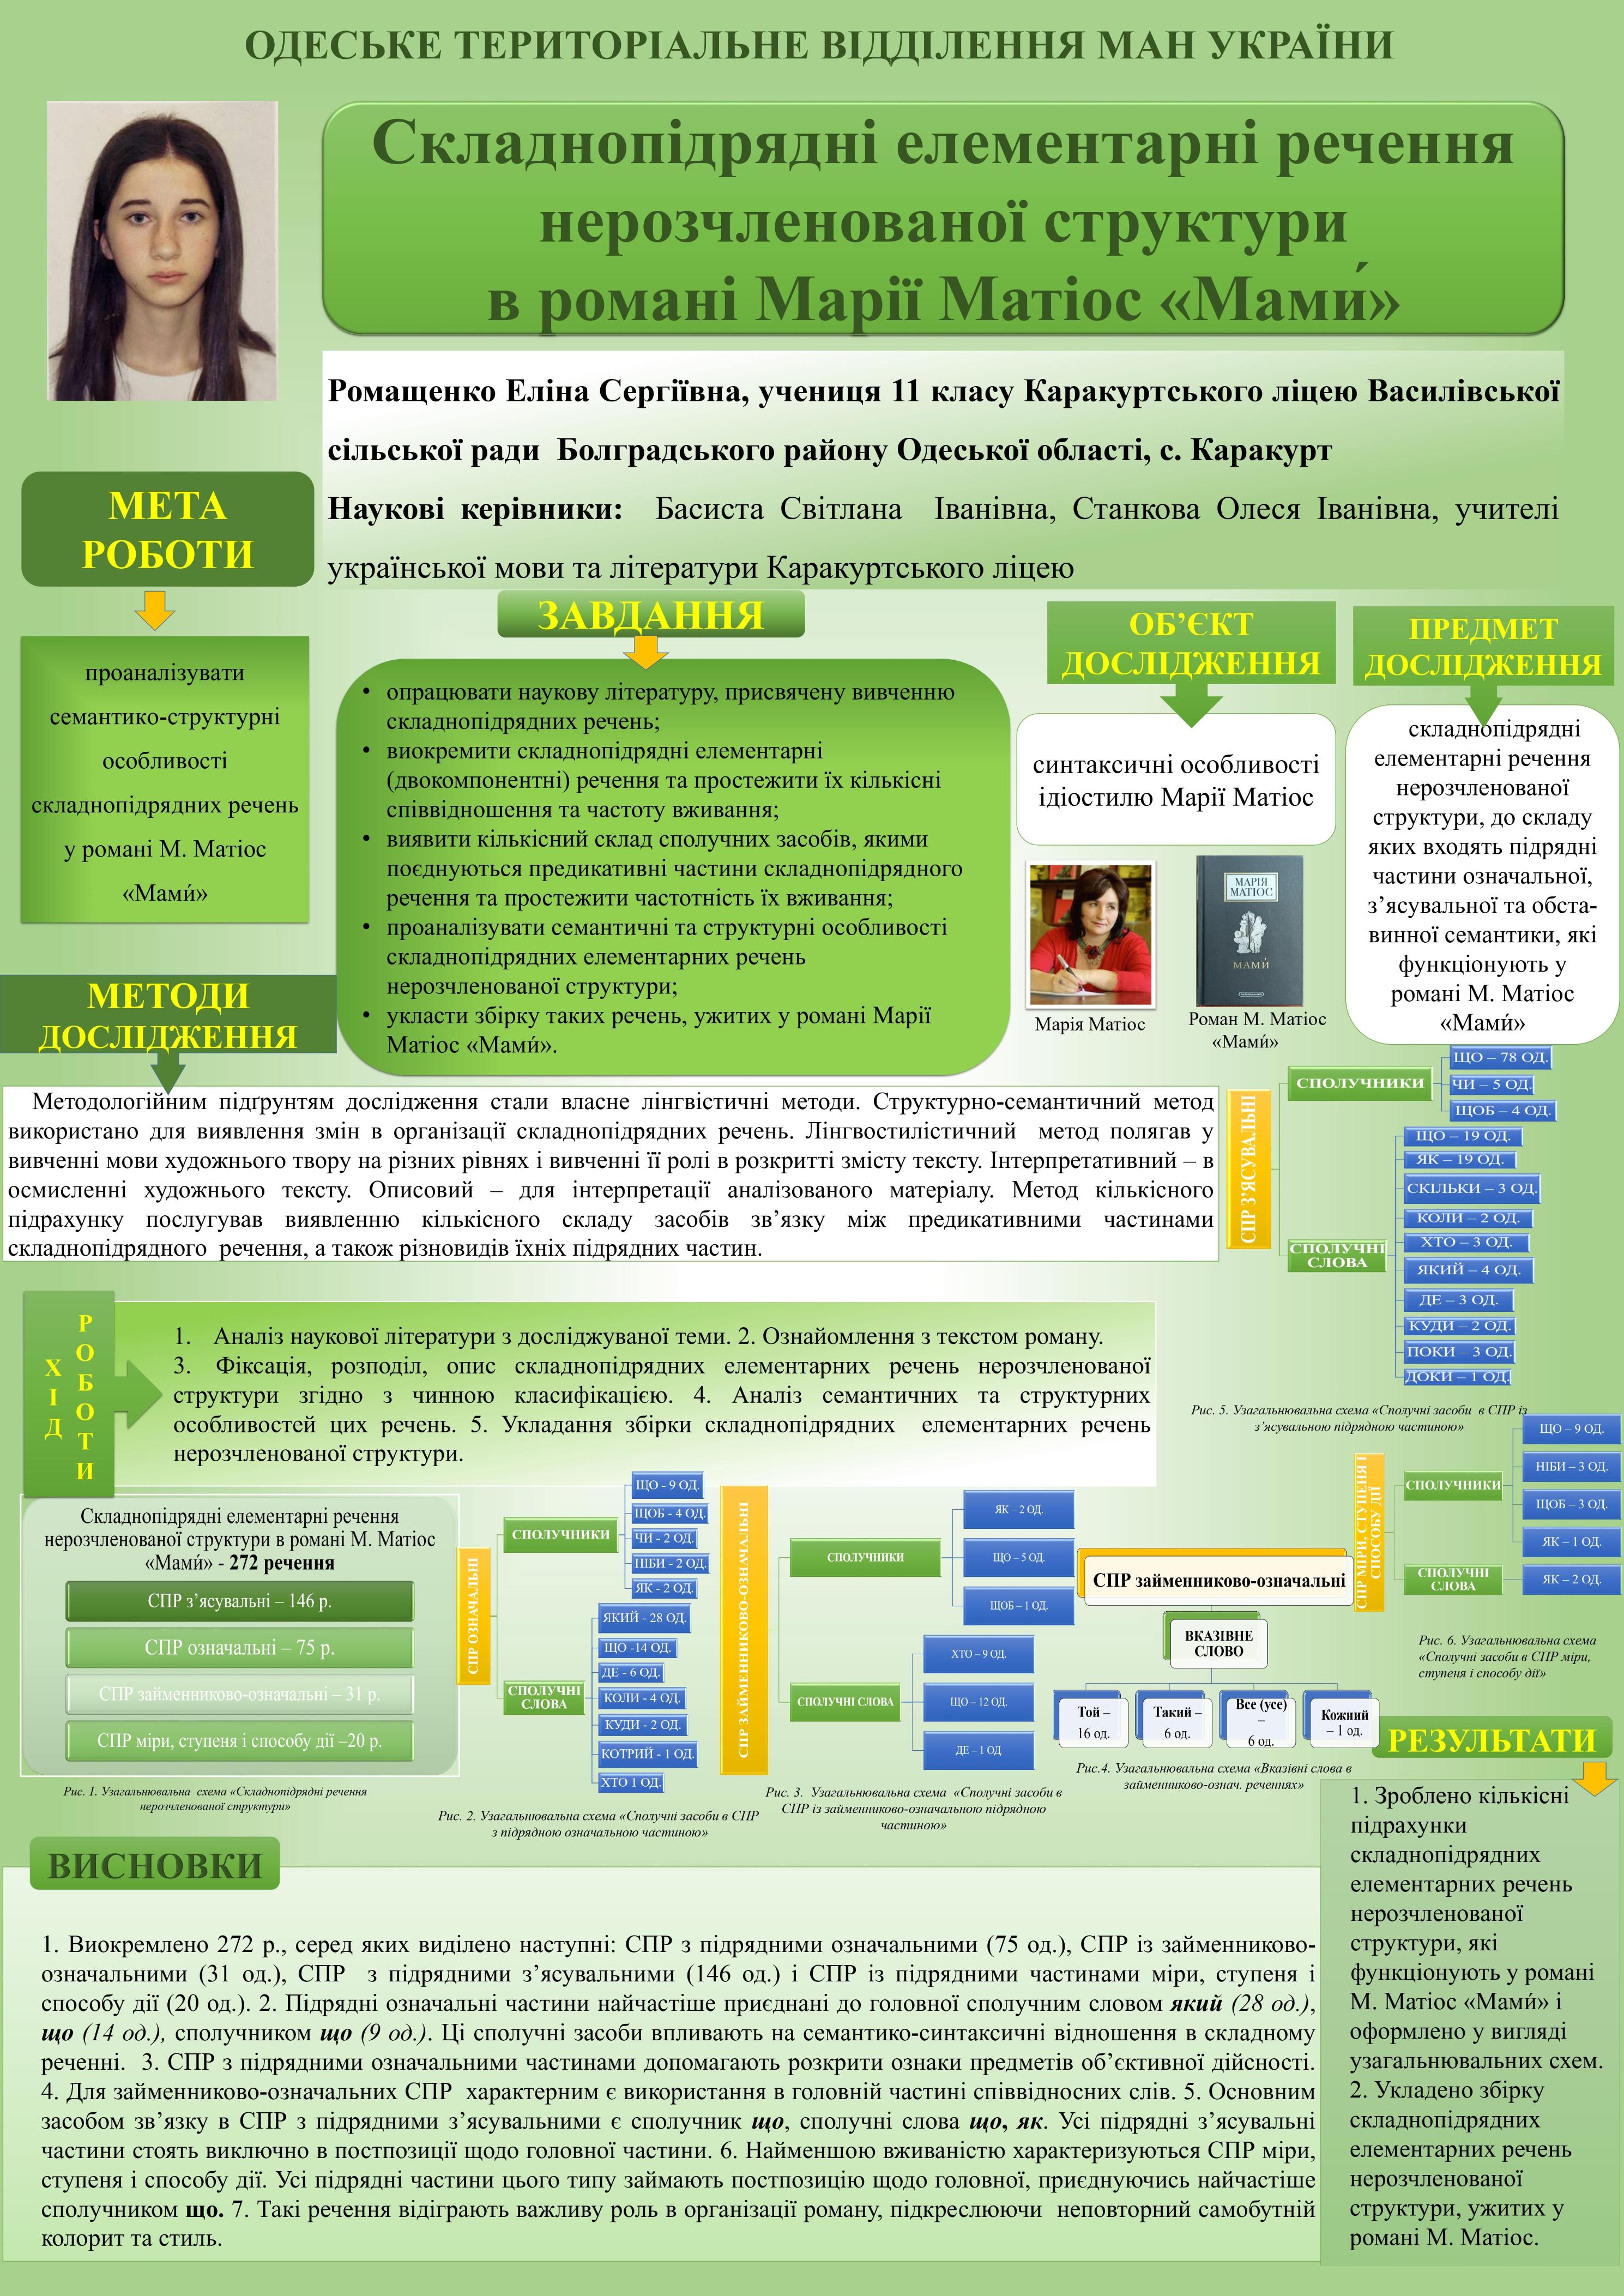 ОДЕСЬКЕ ТЕРИТОРІАЛЬНЕ ВІДДІЛЕННЯ МАН УКРАЇНИ
Складнопідрядні елементарні речення
нерозчленованої структури
в романі Марії Матіос «Мами́»
Ромащенко Еліна Сергіївна, учениця 11 класу Каракуртського ліцею Василівської
сільської ради Болградського району Одеської області, с. Каракурт
Наукові керівники: Басиста Світлана Іванівна, Станкова Олеся Іванівна, учителі
української мови та літератури Каракуртського ліцею
МЕТА
РОБОТИ
проаналізувати
семантико-структурні
особливості
складнопідрядних речень
у романі М. Матіос
«Мами́»
ЗАВДАННЯ
• опрацювати наукову літературу, присвячену вивченню
складнопідрядних речень;
• виокремити складнопідрядні елементарні
(двокомпонентні) речення та простежити їх кількісні
співвідношення та частоту вживання;
• виявити кількісний склад сполучних засобів, якими
поєднуються предикативні частини складнопідрядного
речення та простежити частотність їх вживання;
• проаналізувати семантичні та структурні особливості
складнопідрядних елементарних речень
нерозчленованої структури;
• укласти збірку таких речень, ужитих у романі Марії
Матіос «Мами́».
ОБ’ЄКТ
ДОСЛІДЖЕННЯ
синтаксичні особливості
ідіостилю Марії Матіос
МАРІЯ
МАТІОС
МАМИ́
Марія Матіос
Роман М. Матіос
«Мами́»
ПРЕДМЕТ
ДОСЛІДЖЕННЯ
складнопідрядні
елементарні речення
нерозчленованої
структури, до складу
яких входять підрядні
частини означальної,
з’ясувальної та обста-
винної семантики, які
функціонують у
романі М. Матіос
«Мами́»
МЕТОДИ
ДОСЛІДЖЕННЯ
Методологійним підґрунтям дослідження стали власне лінгвістичні методи. Структурно-семантичний метод
використано для виявлення змін в організації складнопідрядних речень. Лінгвостилістичний метод полягав у
вивченні мови художнього твору на різних рівнях і вивченні її ролі в розкритті змісту тексту. Інтерпретативний – в
осмисленні художнього тексту. Описовий – для інтерпретації аналізованого матеріалу. Метод кількісного
підрахунку послугував виявленню кількісного складу засобів зв’язку між предикативними частинами
складнопідрядного речення, а також різновидів їхніх підрядних частин.
СПР З’ЯСУВАЛЬНІ
СПОЛУЧНИКИ
ЩО – 78 ОД.
ЧИ – 5 ОД.
ЩОБ – 4 ОД.
СПОЛУЧНІ
СЛОВА
ЩО – 19 ОД.
ЯК – 19 ОД.
СКІЛЬКИ – 3 ОД.
КОЛИ – 2 ОД.
ХТО – 3 ОД.
ЯКИЙ – 4 ОД.
ДЕ – 3 ОД.
КУДИ – 2 ОД.
ПОКИ – 3 ОД.
ДОКИ – 1 ОД.
Рис. 5. Узагальнювальна схема «Сполучні засоби в СПР із
з’ясувальною підрядною частиною»
ХІД
РОБОТИ
1. Аналіз наукової літератури з досліджуваної теми. 2. Ознайомлення з текстом роману.
3. Фіксація, розподіл, опис складнопідрядних елементарних речень нерозчленованої
структури згідно з чинною класифікацією. 4. Аналіз семантичних та структурних
особливостей цих речень. 5. Укладання збірки складнопідрядних елементарних речень
нерозчленованої структури.
Складнопідрядні елементарні речення
нерозчленованої структури в романі М. Матіос
«Мами́» - 272 речення
СПР з’ясувальні – 146 р.
СПР означальні – 75 р.
СПР займенниково-означальні – 31 р.
СПР міри, ступеня і способу дії –20 р.
Рис. 1. Узагальнювальна схема «Складнопідрядні речення
нерозчленованої структури»
СПР ОЗНАЧАЛЬНІ
СПОЛУЧНИКИ
ЩО - 9 ОД.
ЩОБ - 4 ОД.
ЧИ - 2 ОД.
НІБИ - 2 ОД.
ЯК - 2 ОД.
СПОЛУЧНІ
СЛОВА
ЯКИЙ - 28 ОД.
ЩО -14 ОД.
ДЕ - 6 ОД.
КОЛИ - 4 ОД.
КУДИ - 2 ОД.
КОТРИЙ - 1 ОД.
ХТО 1 ОД.
Рис. 2. Узагальнювальна схема «Сполучні засоби в СПР
з підрядною означальною частиною»
СПР ЗАЙМЕННИКОВО-ОЗНАЧАЛЬНІ
СПОЛУЧНИКИ
ЯК – 2 ОД.
ЩО – 5 ОД.
ЩОБ – 1 ОД.
СПОЛУЧНІ СЛОВА
ХТО – 9 ОД.
ЩО – 12 ОД.
ДЕ – 1 ОД
Рис. 3. Узагальнювальна схема «Сполучні засоби в
СПР із займенниково-означальною підрядною
частиною»
СПР займенниково-означальні
ВКАЗІВНЕ
СЛОВО
Той –
16 од.
Такий –
6 од.
Все (усе)
–
6 од.
Кожний
– 1 од.
Рис.4. Узагальнювальна схема «Вказівні слова в
займенниково-означ. реченнях»
СПР МІРИ, СТУПЕНЯ І
СПОСОБУ ДІЇ
СПОЛУЧНИКИ
ЩО – 9 ОД.
НІБИ – 3 ОД.
ЩОБ – 3 ОД.
ЯК – 1 ОД.
СПОЛУЧНІ
СЛОВА
ЯК – 2 ОД.
Рис. 6. Узагальнювальна схема
«Сполучні засоби в СПР міри,
ступеня і способу дії»
РЕЗУЛЬТАТИ
1. Зроблено кількісні
підрахунки
складнопідрядних
елементарних речень
нерозчленованої
структури, які
функціонують у романі
М. Матіос «Мами́» і
оформлено у вигляді
узагальнювальних схем.
2. Укладено збірку
складнопідрядних
елементарних речень
нерозчленованої
структури, ужитих у
романі М. Матіос.
ВИСНОВКИ
1. Виокремлено 272 р., серед яких виділено наступні: СПР з підрядними означальними (75 од.), СПР із займенниково-
означальними (31 од.), СПР з підрядними з’ясувальними (146 од.) і СПР із підрядними частинами міри, ступеня і
способу дії (20 од.). 2. Підрядні означальні частини найчастіше приєднані до головної сполучним словом який (28 од.),
що (14 од.), сполучником що (9 од.). Ці сполучні засоби впливають на семантико-синтаксичні відношення в складному
реченні. 3. СПР з підрядними означальними частинами допомагають розкрити ознаки предметів об’єктивної дійсності.
4. Для займенниково-означальних СПР характерним є використання в головній частині співвідносних слів. 5. Основним
засобом зв’язку в СПР з підрядними з’ясувальними є сполучник що, сполучні слова що, як. Усі підрядні з’ясувальні
частини стоять виключно в постпозиції щодо головної частини. 6. Найменшою вживаністю характеризуються СПР міри,
ступеня і способу дії. Усі підрядні частини цього типу займають постпозицію щодо головної, приєднуючись найчастіше
сполучником що. 7. Такі речення відіграють важливу роль в організації роману, підкреслюючи неповторний самобутній
колорит та стиль.